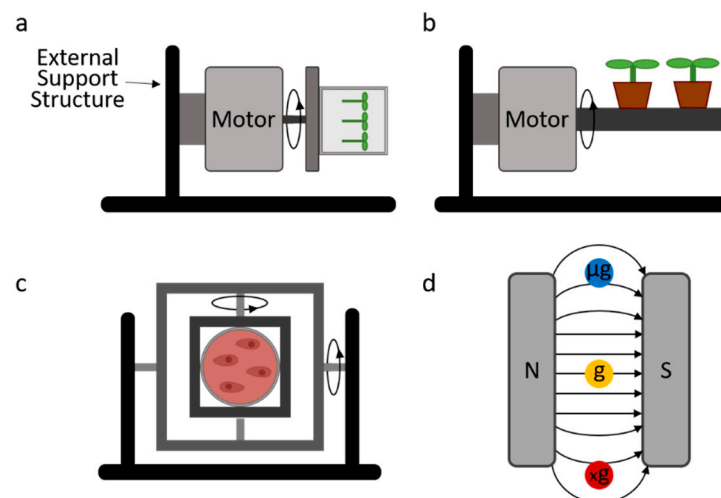 a
External
Support
Structure
Motor
b
Motor
c
d
μg
N
g
S
xg